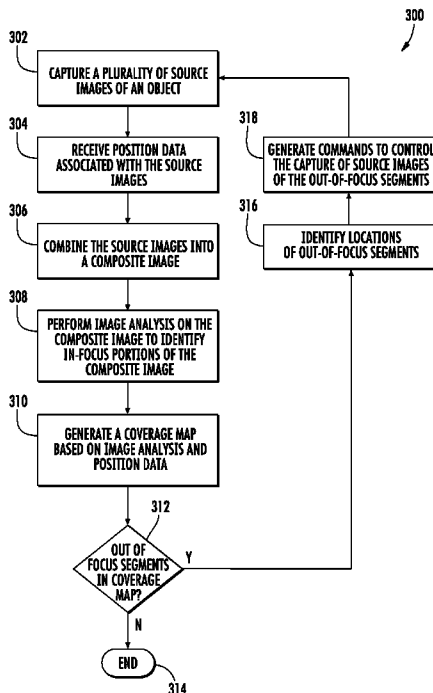 300
302
CAPTURE A PLURALITY OF SOURCE
IMAGES OF AN OBJECT
304
RECEIVE POSITION DATA
ASSOCIATED WITH THE SOURCE
IMAGES
318
GENERATE COMMANDS TO CONTROL
THE CAPTURE OF SOURCE IMAGES
OF THE OUT-OF-FOCUS SEGMENTS
306
COMBINE THE SOURCE IMAGES INTO
A COMPOSITE IMAGE
316
IDENTIFY LOCATIONS
OF OUT-OF-FOCUS SEGMENTS
308
PERFORM IMAGE ANALYSIS ON THE
COMPOSITE IMAGE TO IDENTIFY
IN-FOCUS PORTIONS OF THE
COMPOSITE IMAGE
310
GENERATE A COVERAGE MAP
BASED ON IMAGE ANALYSIS AND
POSITION DATA
312
OUT OF
FOCUS SEGMENTS
IN COVERAGE
MAP?
Y
N
END
314